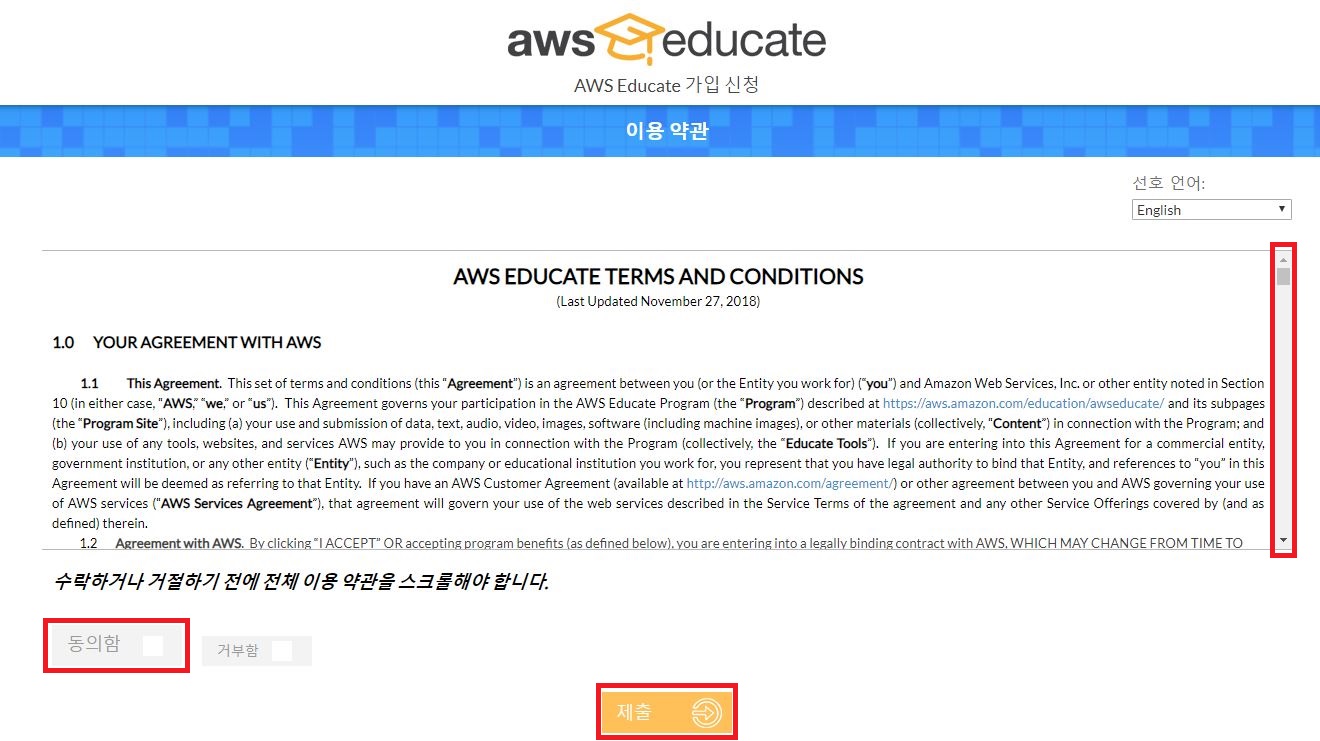 aws educate
AWS Educate 가입 신청
이용 약관
선호 언어:
English
AWS EDUCATE TERMS AND CONDITIONS
(Last Updated November 27, 2018)
1.0 YOUR AGREEMENT WITH AWS
1.1 This Agreement. This set of terms and conditions (this “Agreement”) is an agreement between you (or the Entity you work for) (“you”) and Amazon Web Services, Inc. or other entity noted in Section
10 (in either case, “AWS,” “we,” or “us”). This Agreement governs your participation in the AWS Educate Program (the “Program”) described at https://aws.amazon.com/education/awseducate/ and its subpages
(the “Program Site”), including (a) your use and submission of data, text, audio, video, images, software (including machine images), or other materials (collectively, “Content”) in connection with the Program; and
(b) your use of any tools, websites, and services AWS may provide to you in connection with the Program (collectively, the “Educate Tools”). If you are entering into this Agreement for a commercial entity,
government institution, or any other entity (“Entity”), such as the company or educational institution you work for, you represent that you have legal authority to bind that Entity, and references to “you” in this
Agreement will be deemed as referring to that Entity. If you have an AWS Customer Agreement (available at http://aws.amazon.com/agreement/) or other agreement between you and AWS governing your use
of AWS services (“AWS Services Agreement”), that agreement will govern your use of the web services described in the Service Terms of the agreement and any other Service Offerings covered by (and as
defined) therein.
1.2 Agreement with AWS. By clicking “I ACCEPT” OR accepting program benefits (as defined below), you are entering into a legally binding contract with AWS, WHICH MAY CHANGE FROM TIME TO
수락하거나 거절하기 전에 전체 이용 약관을 스크롤해야 합니다.
동의함
거부함
제출